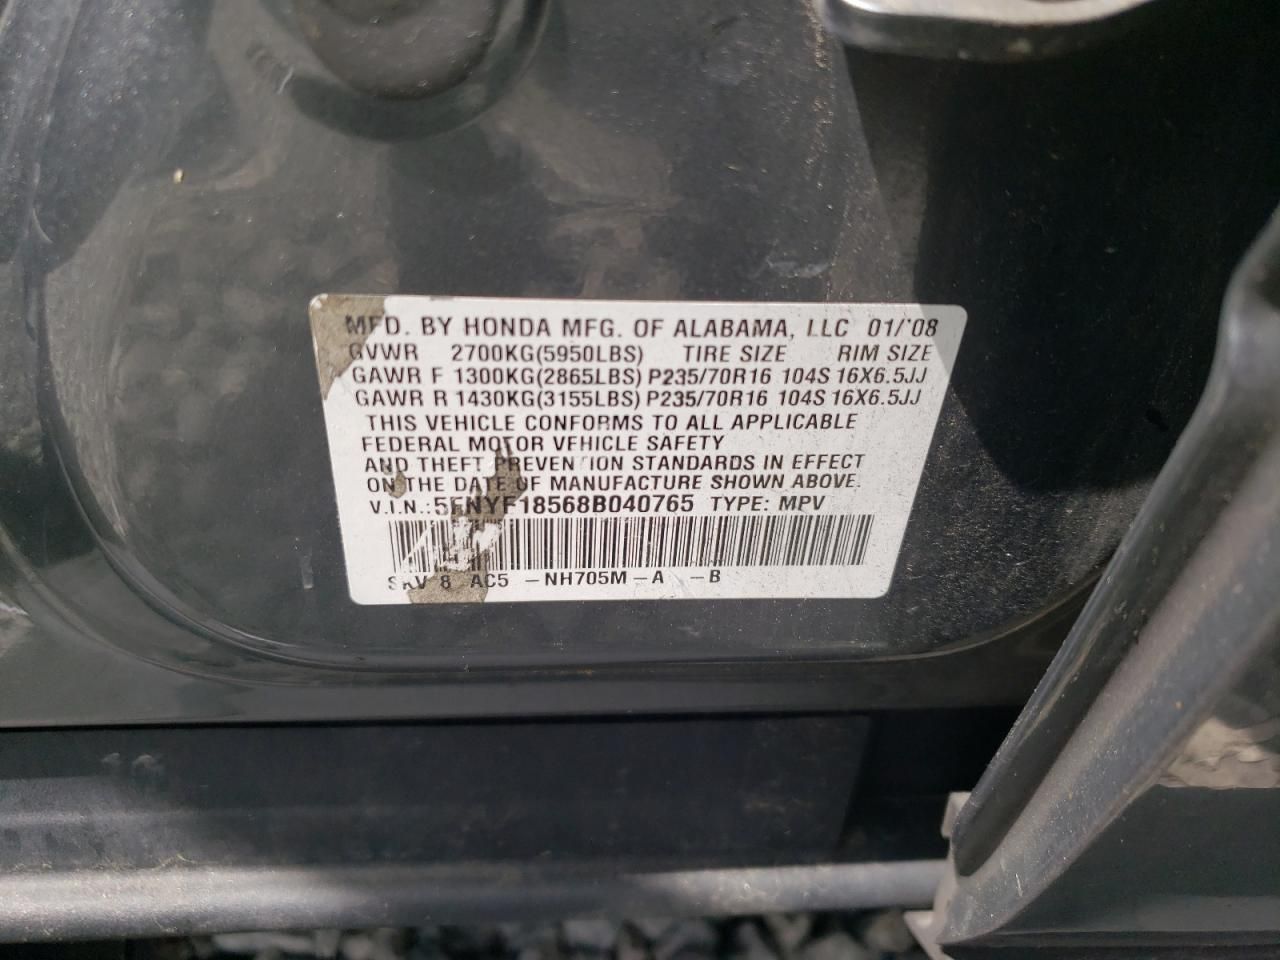 MFD. BY HONDA MFG. OF ALABAMA, LLC 01/'08
GVWR 2700KG(5950LBS) TIRE SIZE RIM SIZE
GAWR F 1300KG(2865LBS) P235/70R16 104S 16X6.5JJ
GAWR R 1430KG(3155LBS) P235/70R16 104S 16X6.5JJ
THIS VEHICLE CONFORMS TO ALL APPLICABLE
FEDERAL MOTOR VEHICLE SAFETY
AND THEFT PREVENTION STANDARDS IN EFFECT
ON THE DATE OF MANUFACTURE SHOWN ABOVE.
V.I.N.:5FNYF18568B040765 TYPE: MPV
8 AC5 -NH705M-A -B